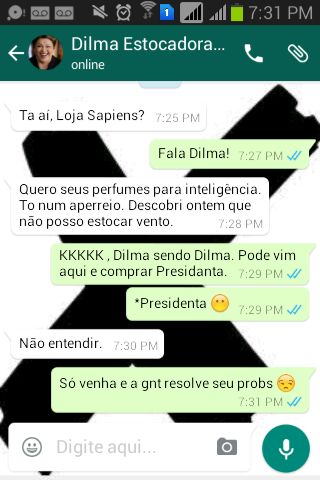 7:31 PM
Dilma Estocadora...
online
Ta aí, Loja Sapiens? 7:25 PM
Fala Dilma! 7:27 PM
Quero seus perfumes para inteligência.
To num aperreio. Descobri ontem que
não posso estocar vento. 7:28 PM
KKKKK , Dilma sendo Dilma. Pode vim
aqui e comprar Presidanta. 7:29 PM
*Presidenta 😶 7:29 PM
Não entendir. 7:30 PM
Só venha e a gnt resolve seu probs 😒
7:31 PM
Digite aqui...